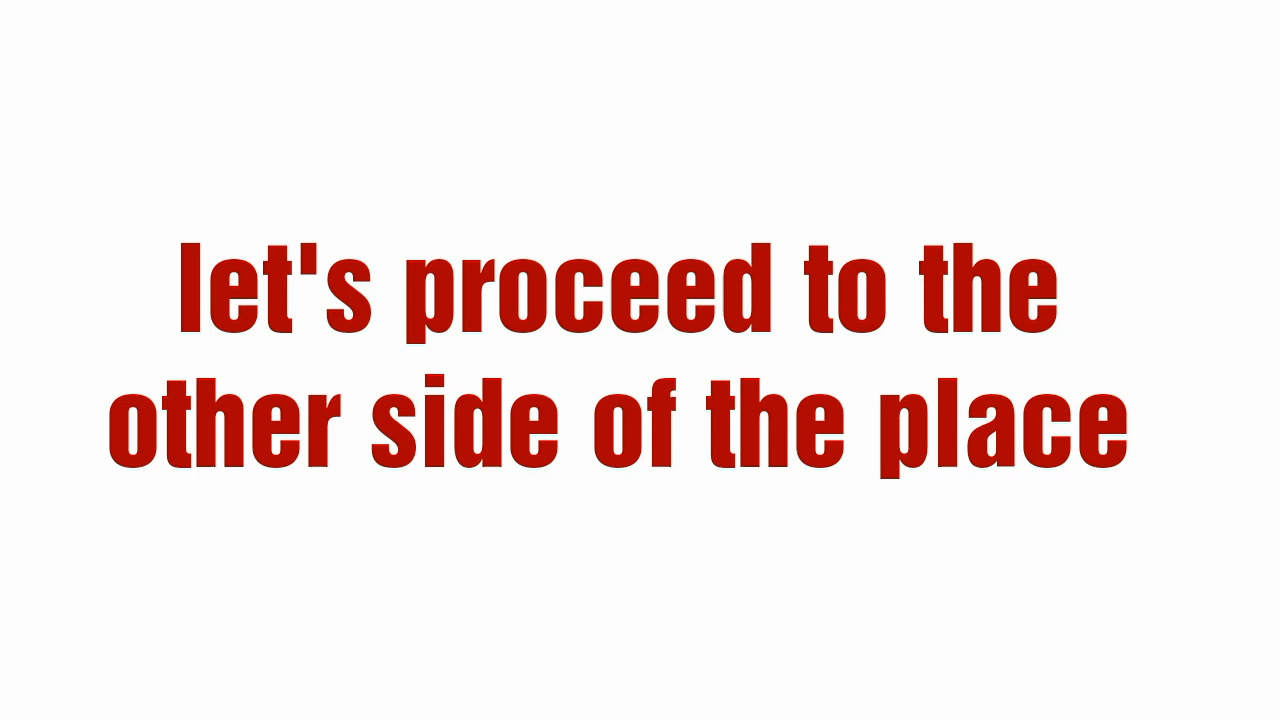 let's proceed to the
other side of the place